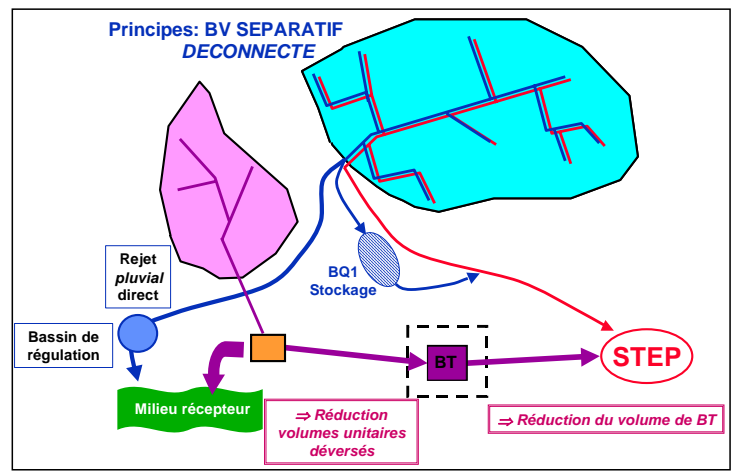 Principes: BV SEPARATIF
DECONNECTE
Rejet
pluvial
direct
BQ1
Stockage
Bassin de
régulation
BT
STEP
Milieu récepteur
⇒ Réduction
volumes unitaires
déversés
⇒ Réduction du volume de BT